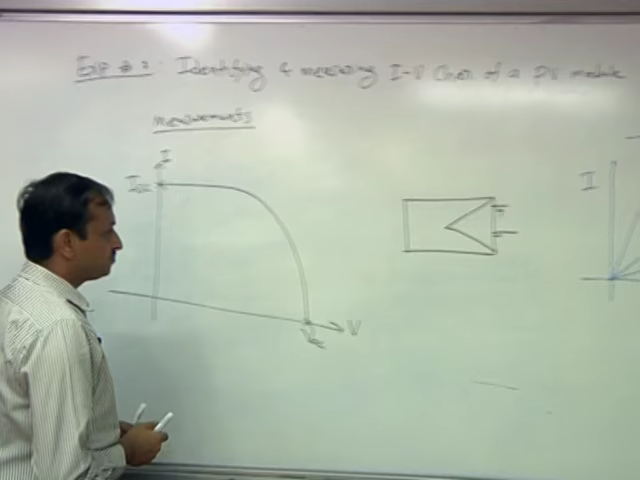 Exp # 2: Identifying & measuring I-V Char. of a PV module
measurements
I
Isc
I
V
Voc